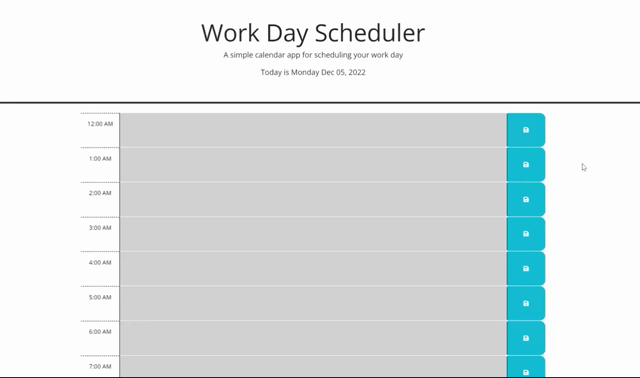 Work Day Scheduler
A simple calendar app for scheduling your work day
Today is Monday Dec 05, 2022
12:00 AM
1:00 AM
2:00 AM
3:00 AM
4:00 AM
5:00 AM
6:00 AM
7:00 AM